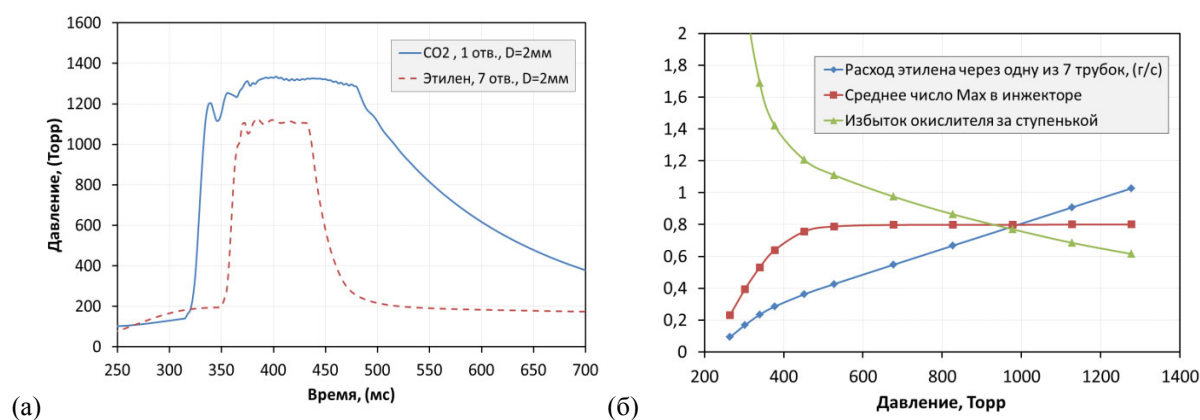 1600
1400
1200
1000
800
600
400
200
0
Давление, (Торр)
CO2 , 1 отв., D=2мм
Этилен, 7 отв., D=2мм
250 300 350 400 450 500 550 600 650 700
Время, (мс)
(а)
2
1,8
1,6
1,4
1,2
1
0,8
0,6
0,4
0,2
0
Расход этилена через одну из 7 трубок, (г/с)
Среднее число Мах в инжекторе
Избыток окислителя за ступенькой
200 400 600 800 1000 1200 1400
Давление, Торр
(б)